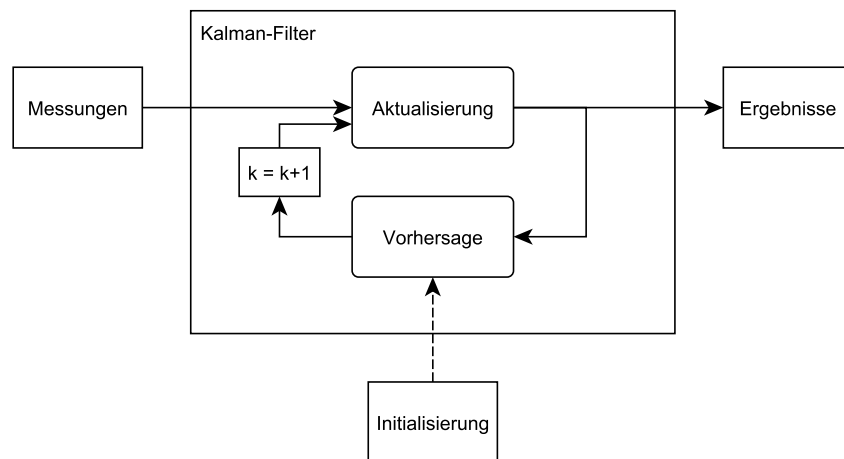 Kalman-Filter
Messungen
Aktualisierung
Ergebnisse
k = k+1
Vorhersage
Initialisierung